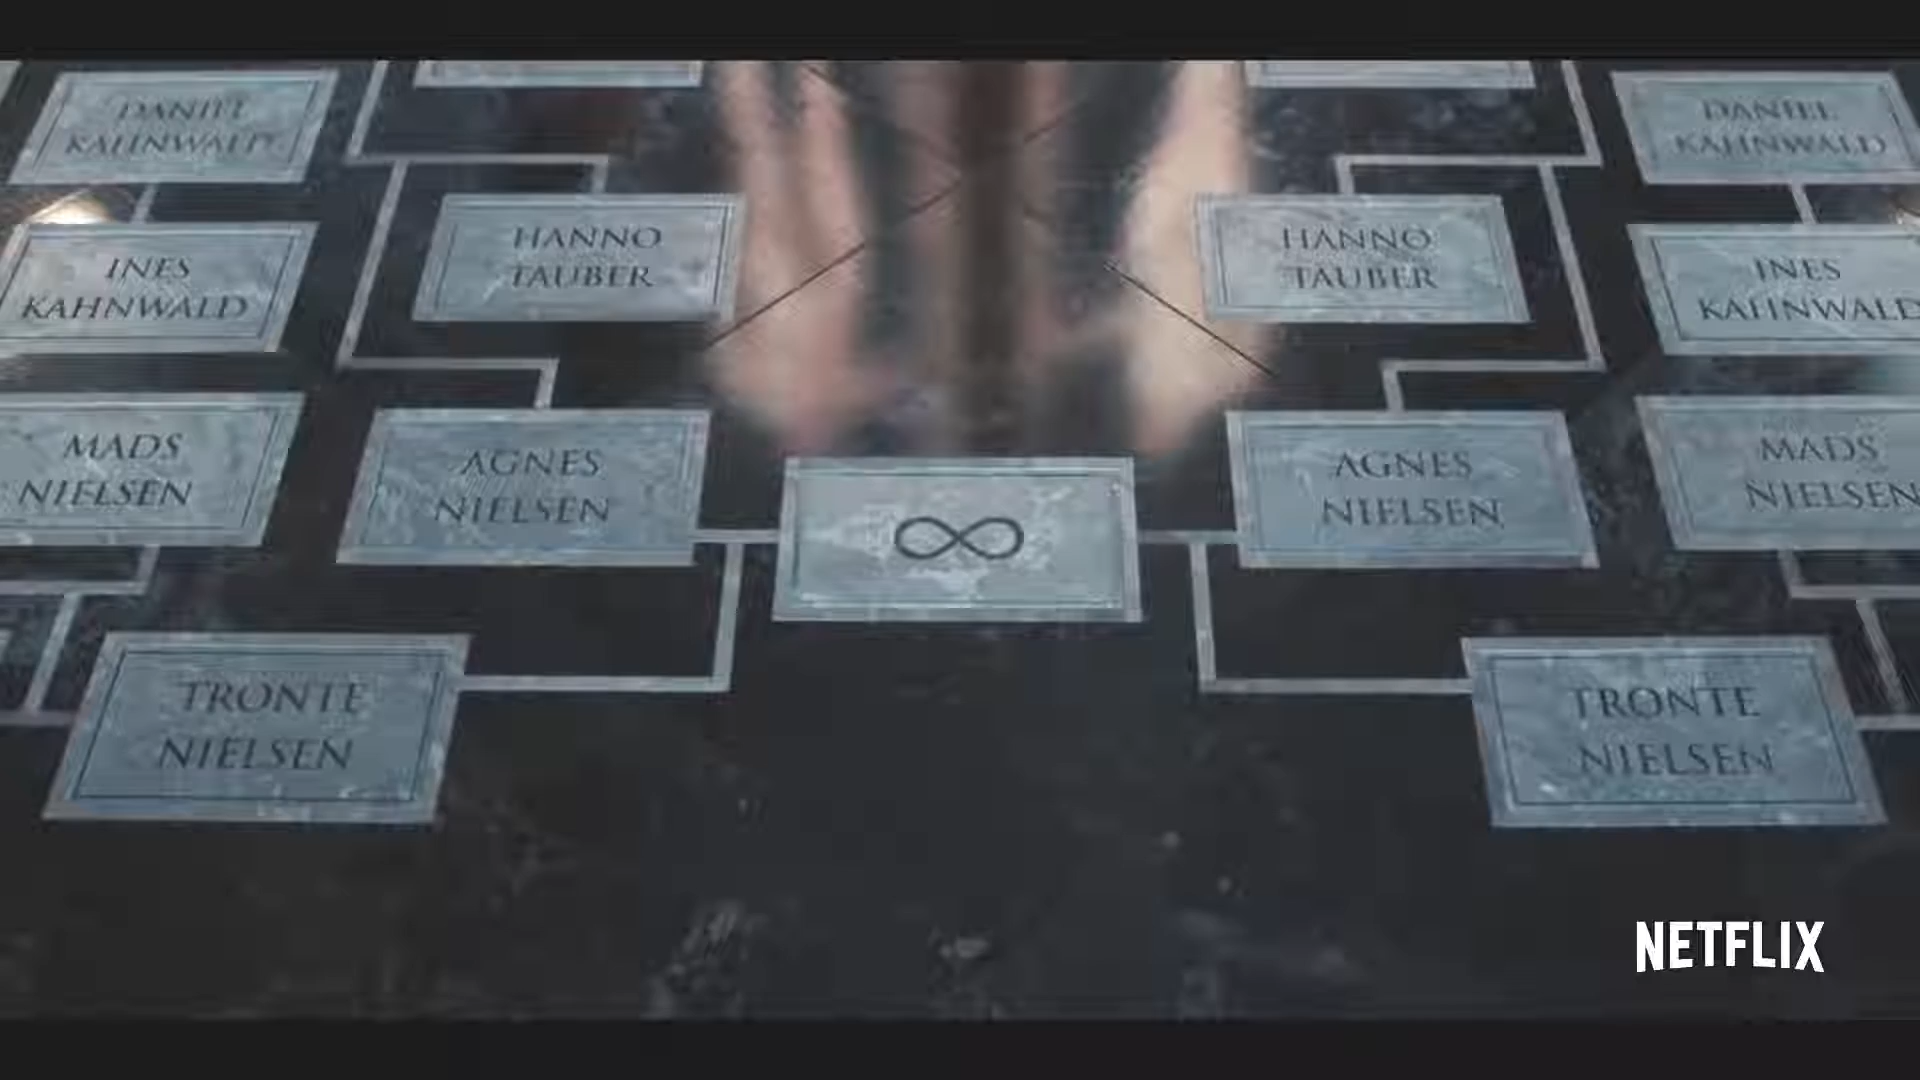 DANIEL
KAHNWALD
DANIEL
KAHNWALD
HANNO
TAUBER
HANNO
TAUBER
INES
KAHNWALD
INES
KAHNWALD
MADS
NIELSEN
AGNES
NIELSEN
∞
AGNES
NIELSEN
MADS
NIELSEN
TRONTE
NIELSEN
TRONTE
NIELSEN
NETFLIX